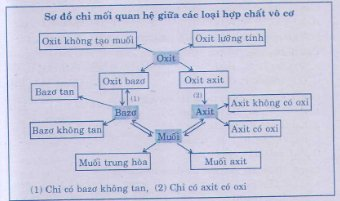 Sơ đồ chỉ mối quan hệ giữa các loại hợp chất vô cơ
Oxit không tạo muối
Oxit lưỡng tính
Oxit
Oxit bazơ
Oxit axit
Bazơ tan
(1)
(2)
Axit không có oxi
Bazơ
Axit
Bazơ không tan
Axit có oxi
Muối
Muối trung hòa
Muối axit
(1) Chỉ có bazơ không tan, (2) Chỉ có axit có oxi